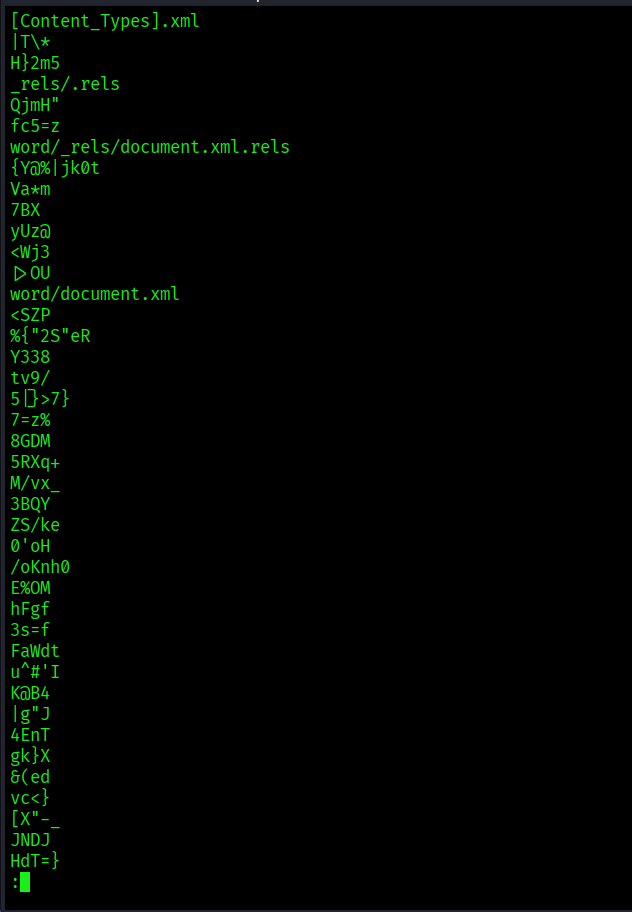 [Content_Types].xml
|T\*
H}2m5
_rels/.rels
QjmH"
fc5=z
word/_rels/document.xml.rels
{Y@%|jk0t
Va*m
7BX
yUz@
<Wj3
|>OU
word/document.xml
<SZP
%{"2S"eR
Y338
tv9/
5|]}>7}
7=z%
8GDM
5RXq+
M/vx_
3BQY
ZS/ke
0'oH
/oKnh0
E%OM
hFgf
3s=f
FaWdt
u^#'I
K@B4
|g"J
4EnT
gk}X
&(ed
vc<}
[X"-_
JNDJ
HdT=}
: